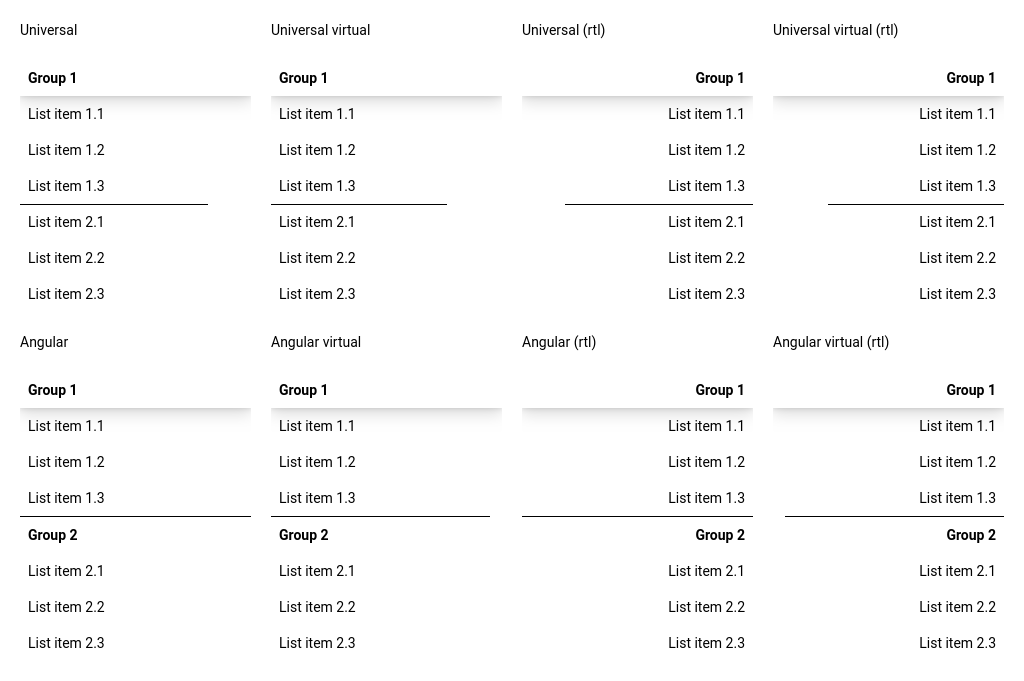 Universal
Group 1
List item 1.1
List item 1.2
List item 1.3
List item 2.1
List item 2.2
List item 2.3
Universal virtual
Group 1
List item 1.1
List item 1.2
List item 1.3
List item 2.1
List item 2.2
List item 2.3
Universal (rtl)
Group 1
List item 1.1
List item 1.2
List item 1.3
List item 2.1
List item 2.2
List item 2.3
Universal virtual (rtl)
Group 1
List item 1.1
List item 1.2
List item 1.3
List item 2.1
List item 2.2
List item 2.3
Angular
Group 1
List item 1.1
List item 1.2
List item 1.3
Group 2
List item 2.1
List item 2.2
List item 2.3
Angular virtual
Group 1
List item 1.1
List item 1.2
List item 1.3
Group 2
List item 2.1
List item 2.2
List item 2.3
Angular (rtl)
Group 1
List item 1.1
List item 1.2
List item 1.3
Group 2
List item 2.1
List item 2.2
List item 2.3
Angular virtual (rtl)
Group 1
List item 1.1
List item 1.2
List item 1.3
Group 2
List item 2.1
List item 2.2
List item 2.3